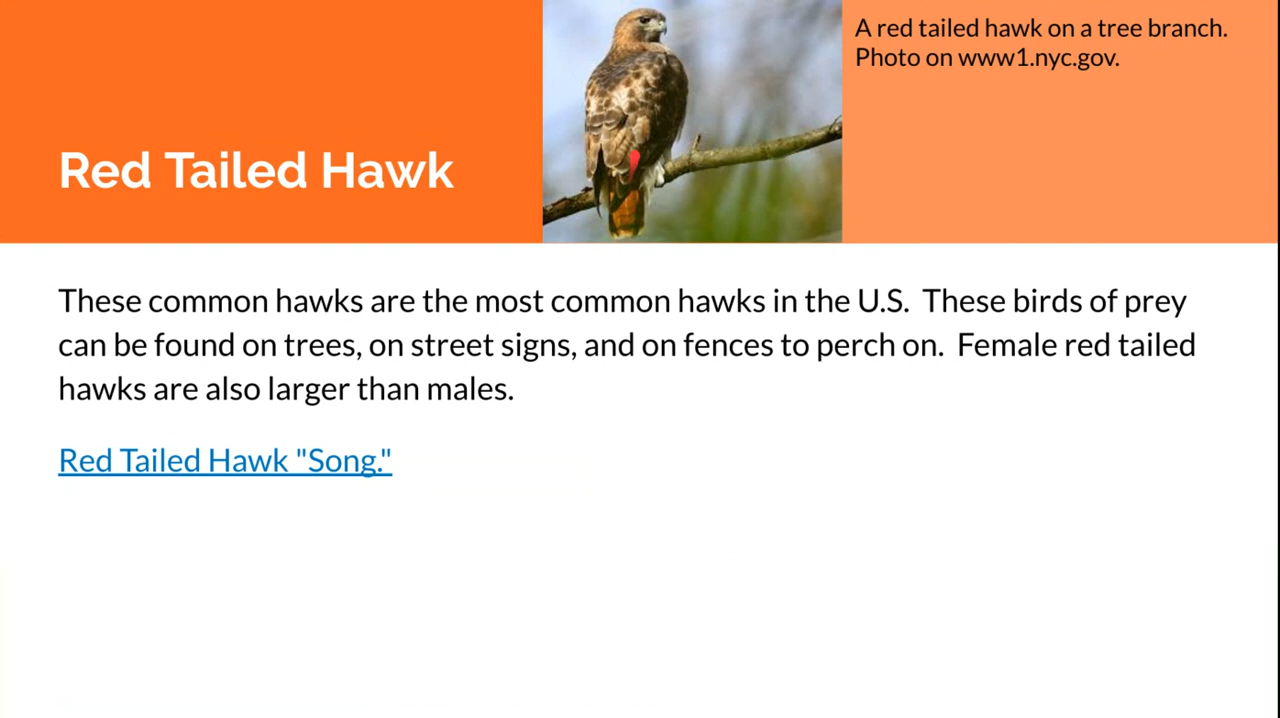 A red tailed hawk on a tree branch.
Photo on www1.nyc.gov.
Red Tailed Hawk
These common hawks are the most common hawks in the U.S.  These birds of prey
can be found on trees, on street signs, and on fences to perch on.  Female red tailed
hawks are also larger than males.
Red Tailed Hawk "Song."